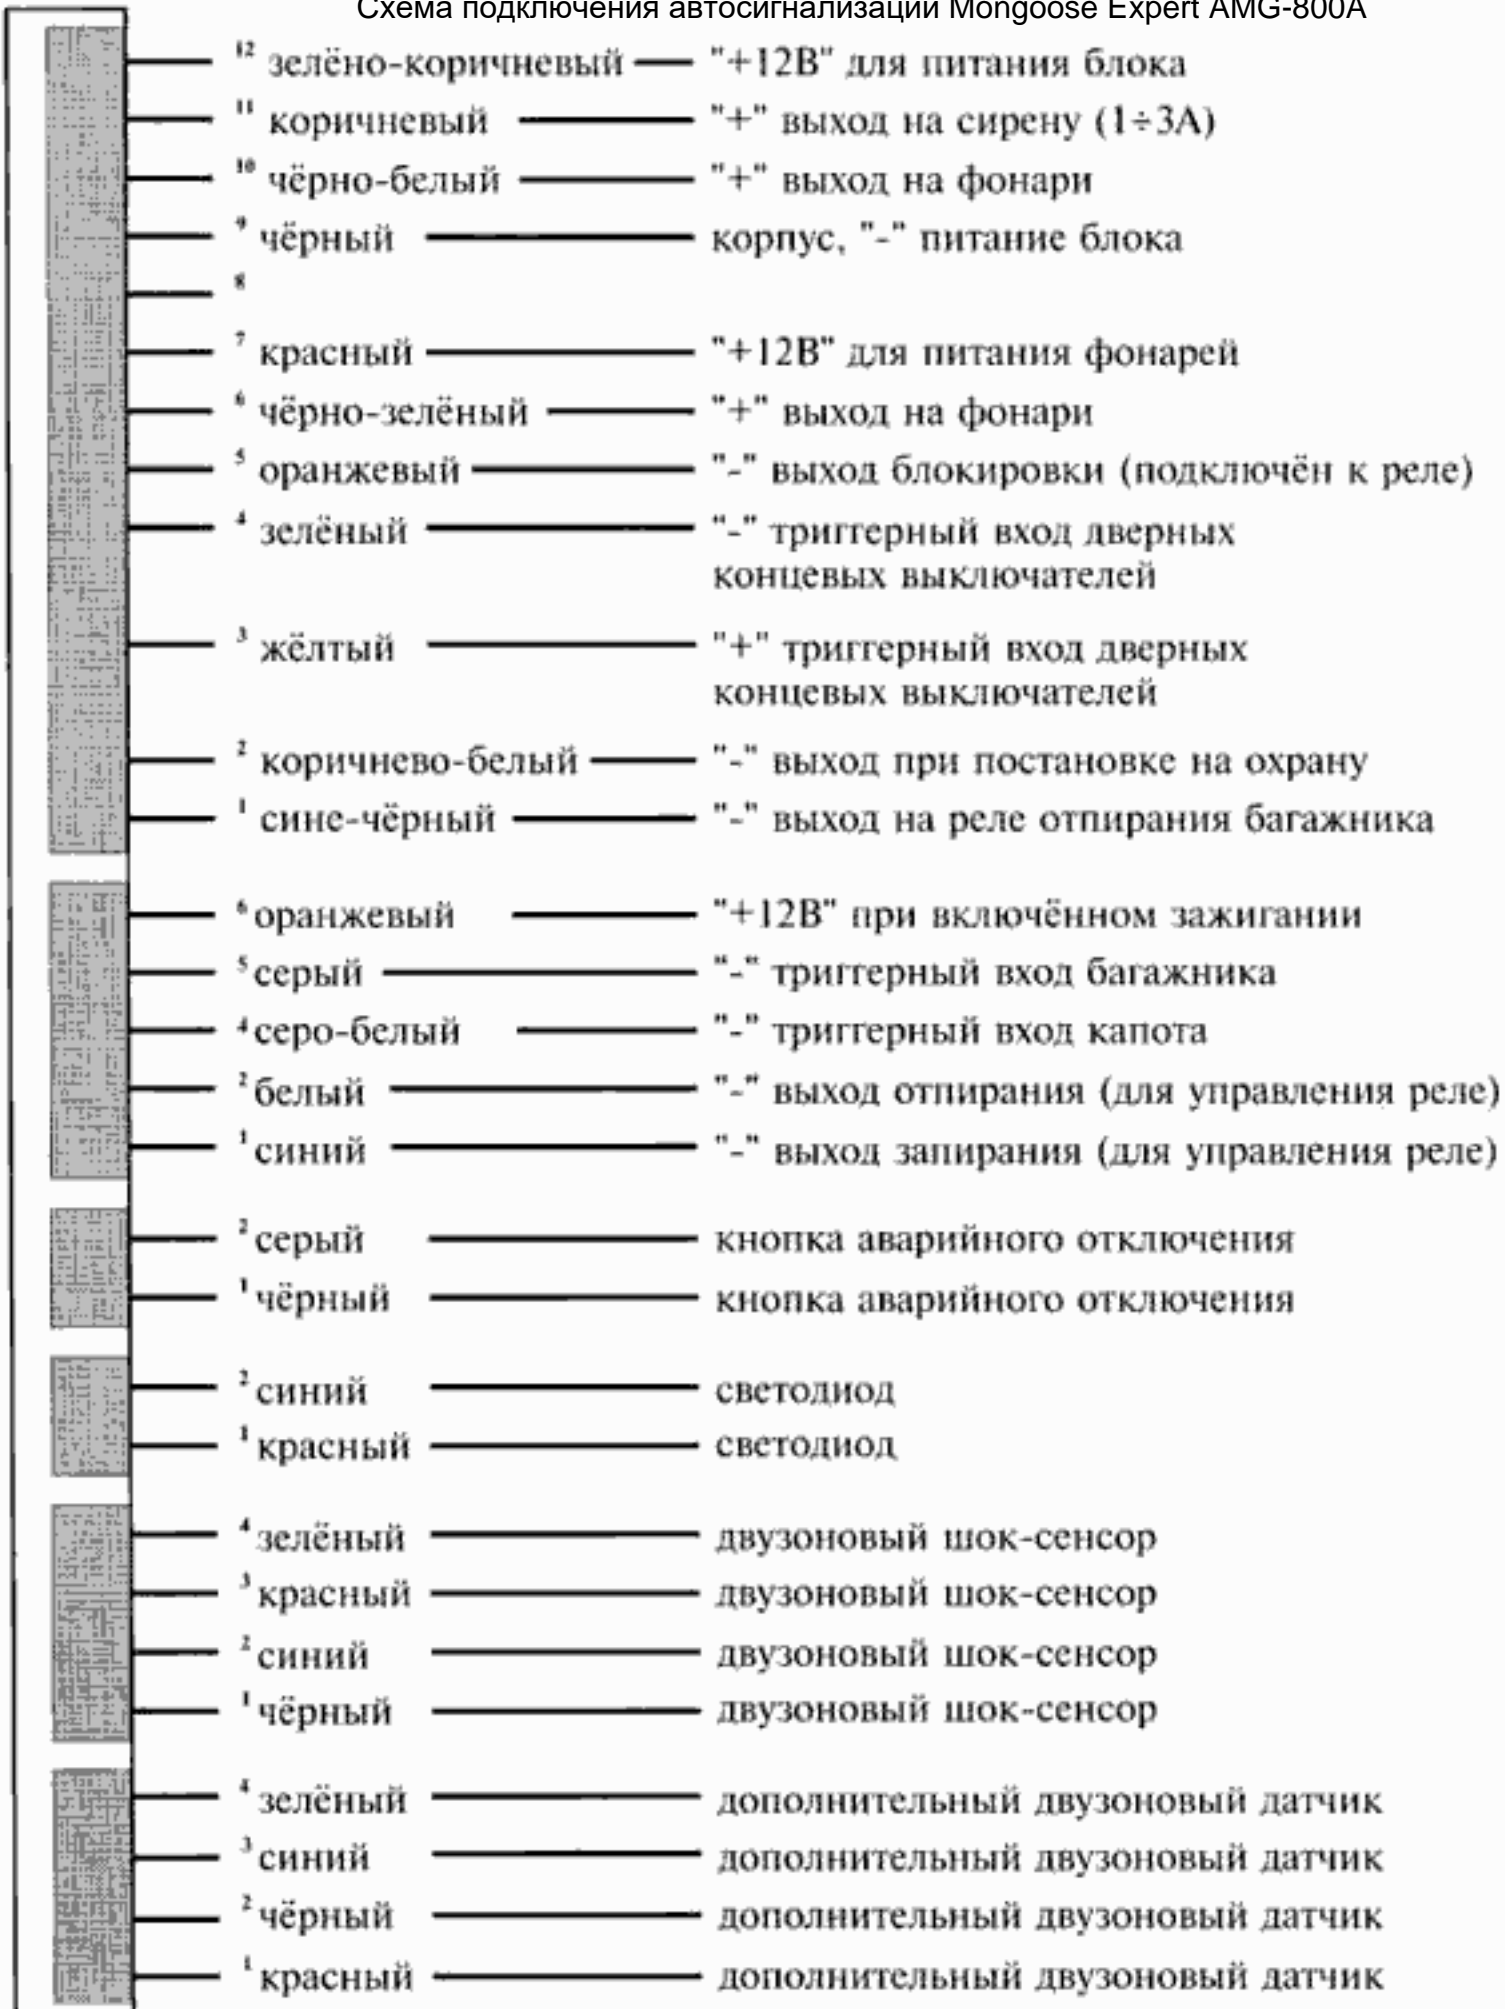 Схема подключения автосигнализации Mongoose Expert AMG-800A
12 зелёно-коричневый "+12В" для питания блока
11 коричневый "+" выход на сирену (1÷3А)
10 чёрно-белый "+" выход на фонари
9 чёрный корпус, "-" питание блока
8
7 красный "+12В" для питания фонарей
6 чёрно-зелёный "+" выход на фонари
5 оранжевый "-" выход блокировки (подключён к реле)
4 зелёный "-" триггерный вход дверных
концевых выключателей
3 жёлтый "+" триггерный вход дверных
концевых выключателей
2 коричнево-белый "-" выход при постановке на охрану
1 сине-чёрный "-" выход на реле отпирания багажника
6 оранжевый "+12В" при включённом зажигании
5 серый "-" триггерный вход багажника
4 серо-белый "-" триггерный вход капота
2 белый "-" выход отпирания (для управления реле)
1 синий "-" выход запирания (для управления реле)
2 серый кнопка аварийного отключения
1 чёрный кнопка аварийного отключения
2 синий светодиод
1 красный светодиод
4 зелёный двузоновый шок-сенсор
3 красный двузоновый шок-сенсор
2 синий двузоновый шок-сенсор
1 чёрный двузоновый шок-сенсор
4 зелёный дополнительный двузоновый датчик
3 синий дополнительный двузоновый датчик
2 чёрный дополнительный двузоновый датчик
1 красный дополнительный двузоновый датчик